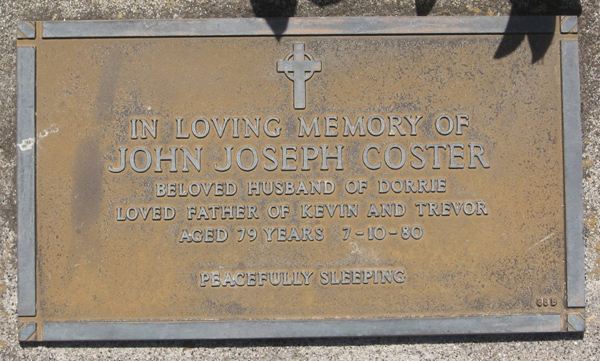 IN LOVING MEMORY OF
JOHN JOSEPH COSTER
BELOVED HUSBAND OF DORRIE
LOVED FATHER OF KEVIN AND TREVOR
AGED 79 YEARS 7-10-80
PEACEFULLY SLEEPING